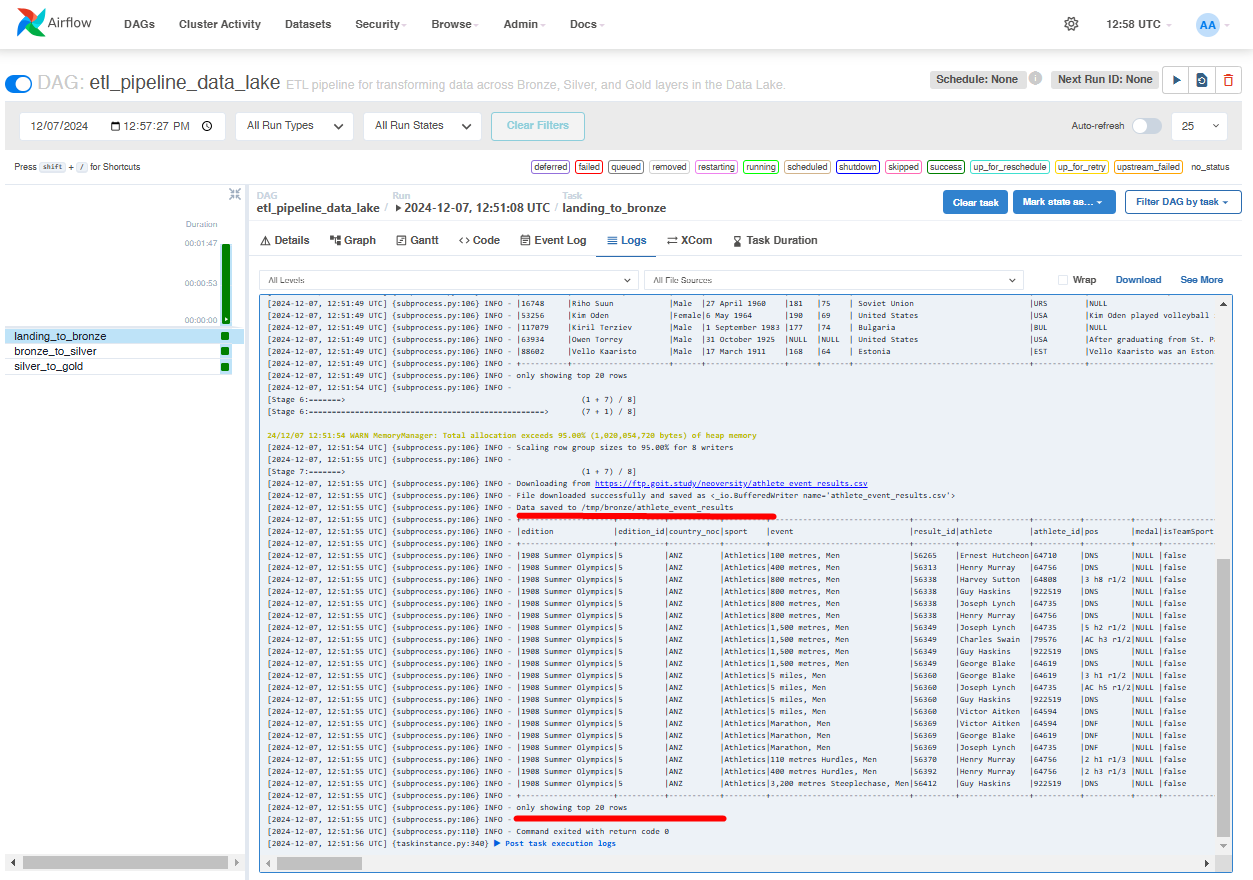 Airflow DAGs Cluster Activity Datasets Security Browse Admin Docs 12:58 UTC AA
DAG: etl_pipeline_data_lake ETL pipeline for transforming data across Bronze, Silver, and Gold layers in the Data Lake. Schedule: None Next Run ID: None
12/07/2024 12:57:27 PM All Run Types All Run States Clear Filters Auto-refresh 25
Press shift + / for Shortcuts deferred failed queued removed restarting running scheduled shutdown skipped success up_for_reschedule up_for_retry upstream_failed no_status
DAG Run Task
etl_pipeline_data_lake / 2024-12-07, 12:51:08 UTC / landing_to_bronze Clear task Mark state as... Filter DAG by task
Duration
00:01:47
00:00:53
00:00:00
landing_to_bronze
bronze_to_silver
silver_to_gold
Details Graph Gantt <> Code Event Log Logs XCom Task Duration
All Levels All File Sources Wrap Download See More
[2024-12-07, 12:51:49 UTC] {subprocess.py:106} INFO - |16748 |Riho Suun |Male |27 April 1960 |181 |75 | Soviet Union |URS |NULL
[2024-12-07, 12:51:49 UTC] {subprocess.py:106} INFO - |53256 |Kim Oden |Female|6 May 1964 |190 |69 | United States |USA |Kim Oden played volleyball
[2024-12-07, 12:51:49 UTC] {subprocess.py:106} INFO - |117079 |Kiril Terziev |Male |1 September 1983 |177 |74 | Bulgaria |BUL |NULL
[2024-12-07, 12:51:49 UTC] {subprocess.py:106} INFO - |63934 |Owen Torrey |Male |31 October 1925 |NULL |NULL | United States |USA |After graduating from St. P
[2024-12-07, 12:51:49 UTC] {subprocess.py:106} INFO - |88602 |Vello Kaaristo |Male |17 March 1911 |168 |64 | Estonia |EST |Vello Kaaristo was an Eston
[2024-12-07, 12:51:49 UTC] {subprocess.py:106} INFO - +--------+
[2024-12-07, 12:51:49 UTC] {subprocess.py:106} INFO - only showing top 20 rows
[2024-12-07, 12:51:54 UTC] {subprocess.py:106} INFO -
[Stage 6:=======> (1 + 7) / 8]
[Stage 6:===================================================> (7 + 1) / 8]
24/12/07 12:51:54 WARN MemoryManager: Total allocation exceeds 95.00% (1,020,054,720 bytes) of heap memory
[2024-12-07, 12:51:54 UTC] {subprocess.py:106} INFO - Scaling row group sizes to 95.00% for 8 writers
[2024-12-07, 12:51:54 UTC] {subprocess.py:106} INFO -
[Stage 7:=======> (1 + 7) / 8]
[2024-12-07, 12:51:55 UTC] {subprocess.py:106} INFO - Downloading from https://ftp.goit.study/neoversity/athlete_event_results.csv
[2024-12-07, 12:51:55 UTC] {subprocess.py:106} INFO - File downloaded successfully and saved as <_io.BufferedWriter name='athlete_event_results.csv'>
[2024-12-07, 12:51:55 UTC] {subprocess.py:106} INFO - Data saved to /tmp/bronze/athlete_event_results
[2024-12-07, 12:51:55 UTC] {subprocess.py:106} INFO - +--------+
[2024-12-07, 12:51:55 UTC] {subprocess.py:106} INFO - |edition |edition_id|country_noc|sport |event |result_id|athlete |athlete_id|pos |medal|isTeamSport
[2024-12-07, 12:51:55 UTC] {subprocess.py:106} INFO - +--------+
[2024-12-07, 12:51:55 UTC] {subprocess.py:106} INFO - |1908 Summer Olympics|5 |ANZ |Athletics|100 metres, Men |56265 |Ernest Hutcheon|64710 |DNS |NULL |false
[2024-12-07, 12:51:55 UTC] {subprocess.py:106} INFO - |1908 Summer Olympics|5 |ANZ |Athletics|400 metres, Men |56313 |Henry Murray |64756 |DNS |NULL |false
[2024-12-07, 12:51:55 UTC] {subprocess.py:106} INFO - |1908 Summer Olympics|5 |ANZ |Athletics|800 metres, Men |56338 |Harvey Sutton |64808 |3 h8 r1/2 |NULL |false
[2024-12-07, 12:51:55 UTC] {subprocess.py:106} INFO - |1908 Summer Olympics|5 |ANZ |Athletics|800 metres, Men |56338 |Guy Haskins |922519 |DNS |NULL |false
[2024-12-07, 12:51:55 UTC] {subprocess.py:106} INFO - |1908 Summer Olympics|5 |ANZ |Athletics|800 metres, Men |56338 |Joseph Lynch |64735 |DNS |NULL |false
[2024-12-07, 12:51:55 UTC] {subprocess.py:106} INFO - |1908 Summer Olympics|5 |ANZ |Athletics|800 metres, Men |56338 |Henry Murray |64756 |DNS |NULL |false
[2024-12-07, 12:51:55 UTC] {subprocess.py:106} INFO - |1908 Summer Olympics|5 |ANZ |Athletics|1,500 metres, Men |56349 |Joseph Lynch |64735 |5 h2 r1/2 |NULL |false
[2024-12-07, 12:51:55 UTC] {subprocess.py:106} INFO - |1908 Summer Olympics|5 |ANZ |Athletics|1,500 metres, Men |56349 |Charles Swain |79576 |AC h3 r1/2|NULL |false
[2024-12-07, 12:51:55 UTC] {subprocess.py:106} INFO - |1908 Summer Olympics|5 |ANZ |Athletics|1,500 metres, Men |56349 |Guy Haskins |922519 |DNS |NULL |false
[2024-12-07, 12:51:55 UTC] {subprocess.py:106} INFO - |1908 Summer Olympics|5 |ANZ |Athletics|1,500 metres, Men |56349 |George Blake |64619 |DNS |NULL |false
[2024-12-07, 12:51:55 UTC] {subprocess.py:106} INFO - |1908 Summer Olympics|5 |ANZ |Athletics|5 miles, Men |56360 |George Blake |64619 |3 h1 r1/2 |NULL |false
[2024-12-07, 12:51:55 UTC] {subprocess.py:106} INFO - |1908 Summer Olympics|5 |ANZ |Athletics|5 miles, Men |56360 |Joseph Lynch |64735 |AC h5 r1/2|NULL |false
[2024-12-07, 12:51:55 UTC] {subprocess.py:106} INFO - |1908 Summer Olympics|5 |ANZ |Athletics|5 miles, Men |56360 |Guy Haskins |922519 |DNS |NULL |false
[2024-12-07, 12:51:55 UTC] {subprocess.py:106} INFO - |1908 Summer Olympics|5 |ANZ |Athletics|5 miles, Men |56360 |Victor Aitken |64594 |DNS |NULL |false
[2024-12-07, 12:51:55 UTC] {subprocess.py:106} INFO - |1908 Summer Olympics|5 |ANZ |Athletics|Marathon, Men |56369 |Victor Aitken |64594 |DNF |NULL |false
[2024-12-07, 12:51:55 UTC] {subprocess.py:106} INFO - |1908 Summer Olympics|5 |ANZ |Athletics|Marathon, Men |56369 |George Blake |64619 |DNF |NULL |false
[2024-12-07, 12:51:55 UTC] {subprocess.py:106} INFO - |1908 Summer Olympics|5 |ANZ |Athletics|Marathon, Men |56369 |Joseph Lynch |64735 |DNF |NULL |false
[2024-12-07, 12:51:55 UTC] {subprocess.py:106} INFO - |1908 Summer Olympics|5 |ANZ |Athletics|110 metres Hurdles, Men |56370 |Henry Murray |64756 |2 h1 r1/3 |NULL |false
[2024-12-07, 12:51:55 UTC] {subprocess.py:106} INFO - |1908 Summer Olympics|5 |ANZ |Athletics|400 metres Hurdles, Men |56392 |Henry Murray |64756 |2 h3 r1/3 |NULL |false
[2024-12-07, 12:51:55 UTC] {subprocess.py:106} INFO - |1908 Summer Olympics|5 |ANZ |Athletics|3,200 metres Steeplechase, Men|56412 |Guy Haskins |922519 |DNS |NULL |false
[2024-12-07, 12:51:55 UTC] {subprocess.py:106} INFO - +--------+
[2024-12-07, 12:51:55 UTC] {subprocess.py:106} INFO - only showing top 20 rows
[2024-12-07, 12:51:55 UTC] {subprocess.py:106} INFO -
[2024-12-07, 12:51:56 UTC] {subprocess.py:110} INFO - Command exited with return code 0
[2024-12-07, 12:51:56 UTC] {taskinstance.py:340} ▶ Post task execution logs